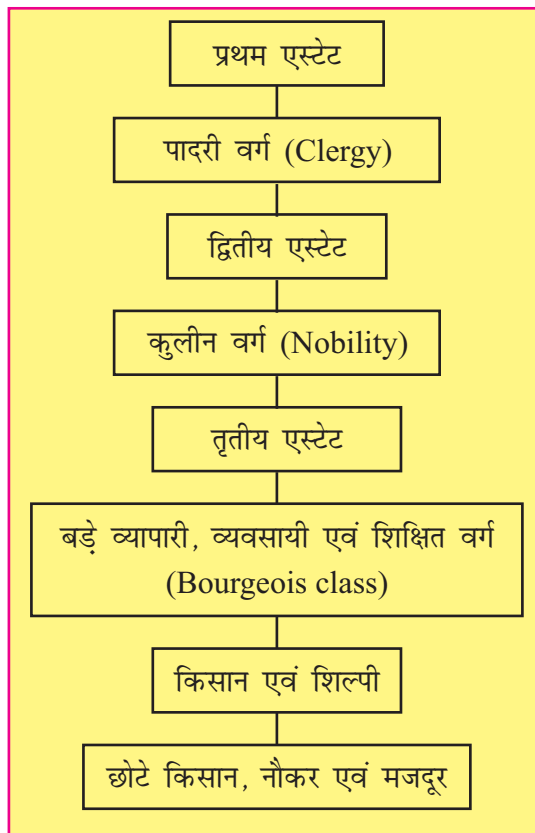 प्रथम एस्टेट
पादरी वर्ग (Clergy)
द्वितीय एस्टेट
कुलीन वर्ग (Nobility)
तृतीय एस्टेट
बड़े व्यापारी, व्यवसायी एवं शिक्षित वर्ग
(Bourgeois class)
किसान एवं शिल्पी
छोटे किसान, नौकर एवं मजदूर